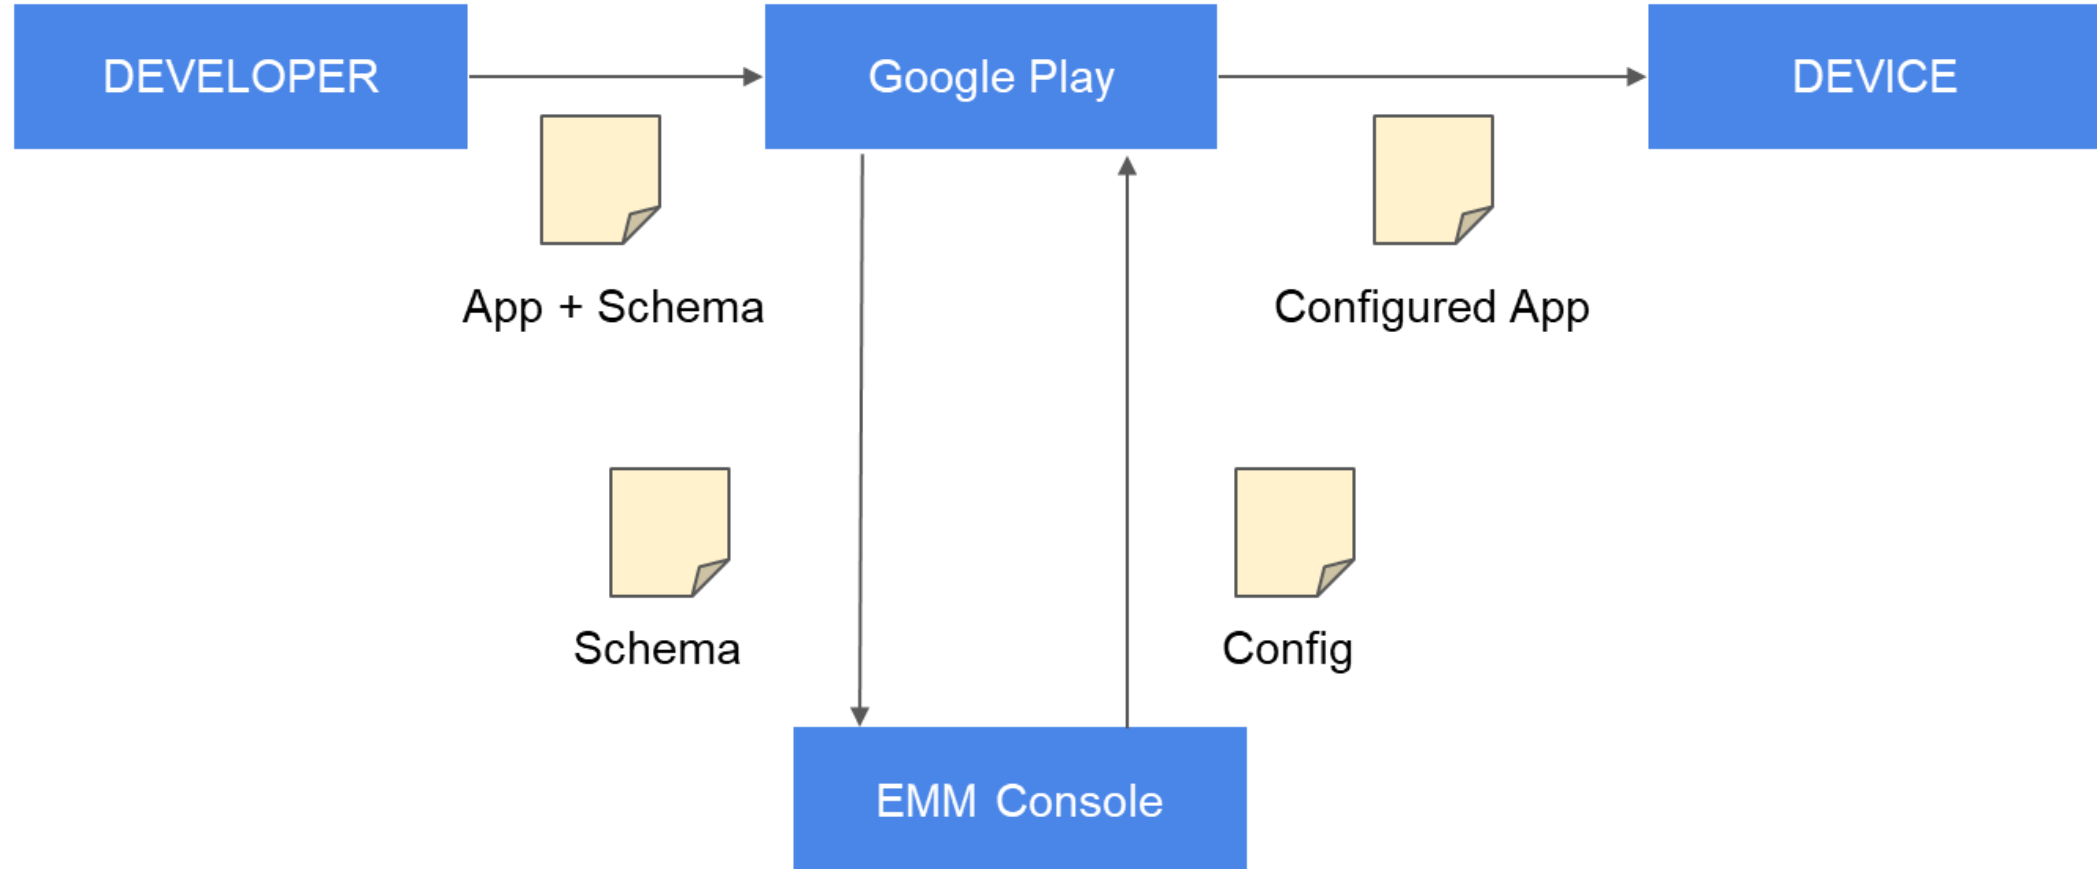 DEVELOPER
Google Play
DEVICE
App + Schema
Configured App
Schema
Config
EMM Console